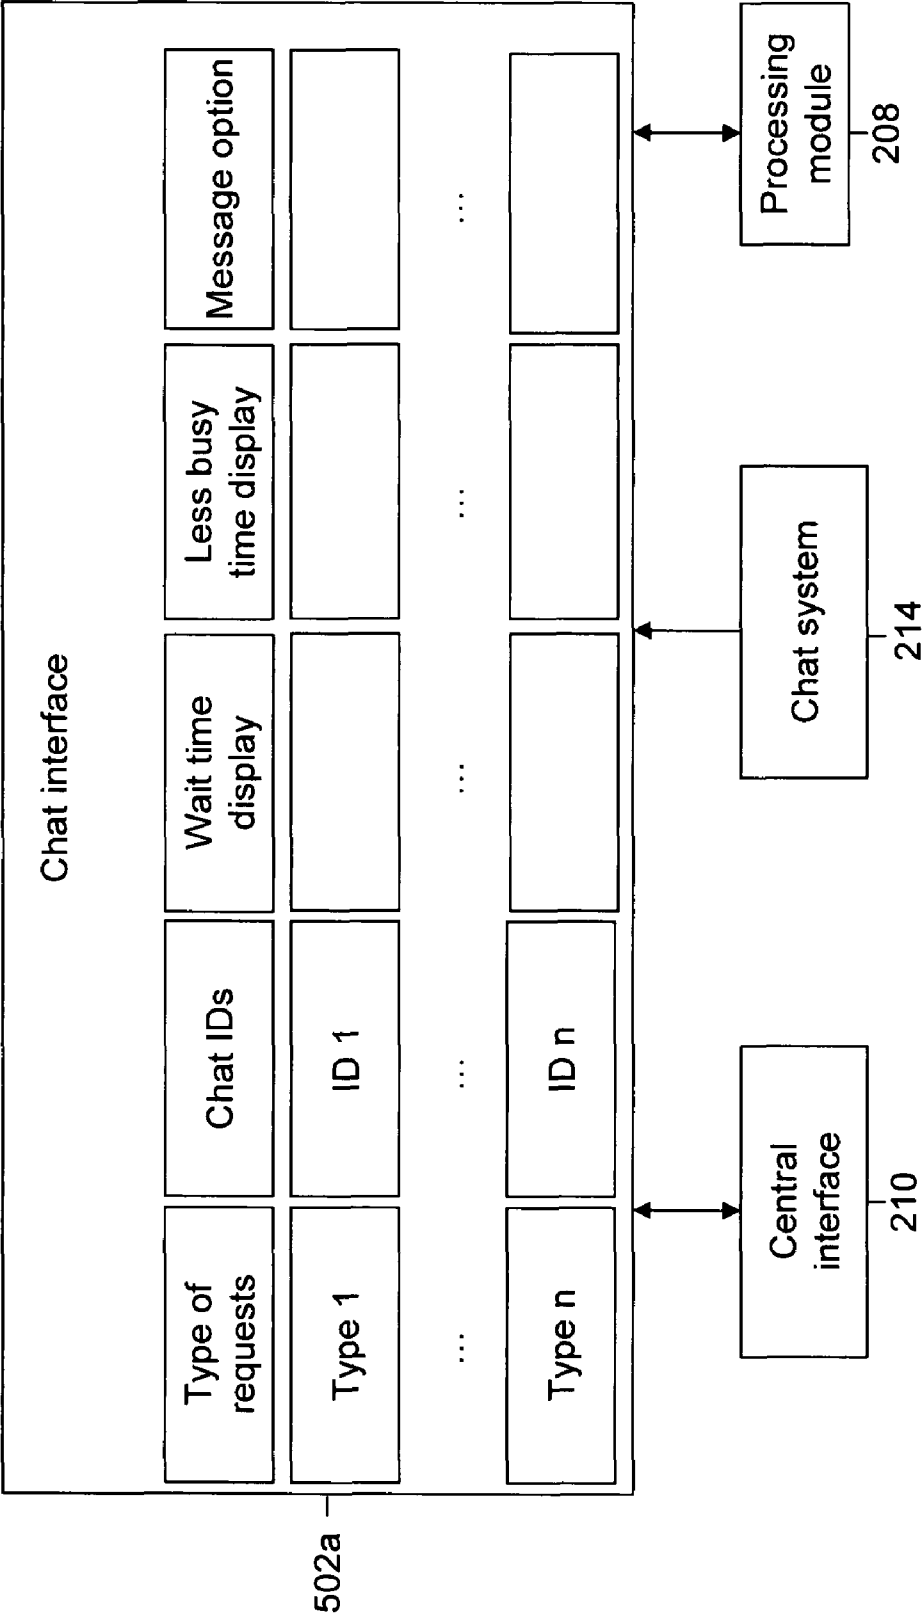 Chat interface
Type of
requests
Chat IDs
Wait time
display
Less busy
time display
Message option
Type 1
ID 1
...
...
...
...
...
Type n
ID n
502a
Central
interface
210
Chat system
214
Processing
module
208